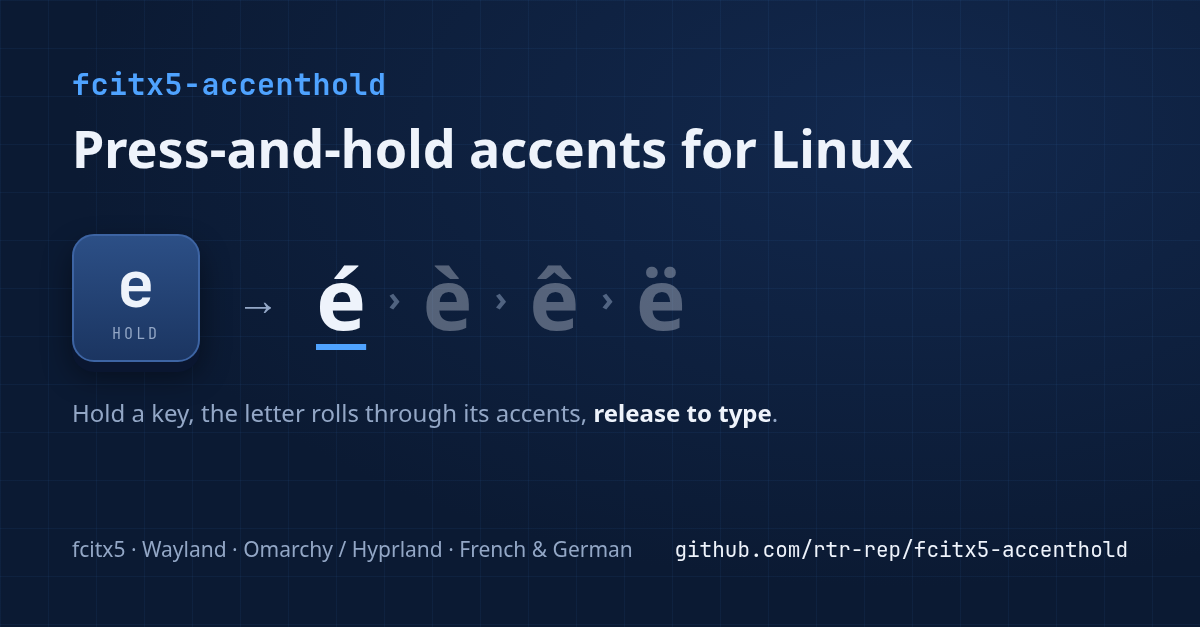 fcitx5-accenthold
Press-and-hold accents for Linux
e
HOLD
→ é › è › ê › ë
Hold a key, the letter rolls through its accents, release to type.
fcitx5 · Wayland · Omarchy / Hyprland · French & German
github.com/rtr-rep/fcitx5-accenthold